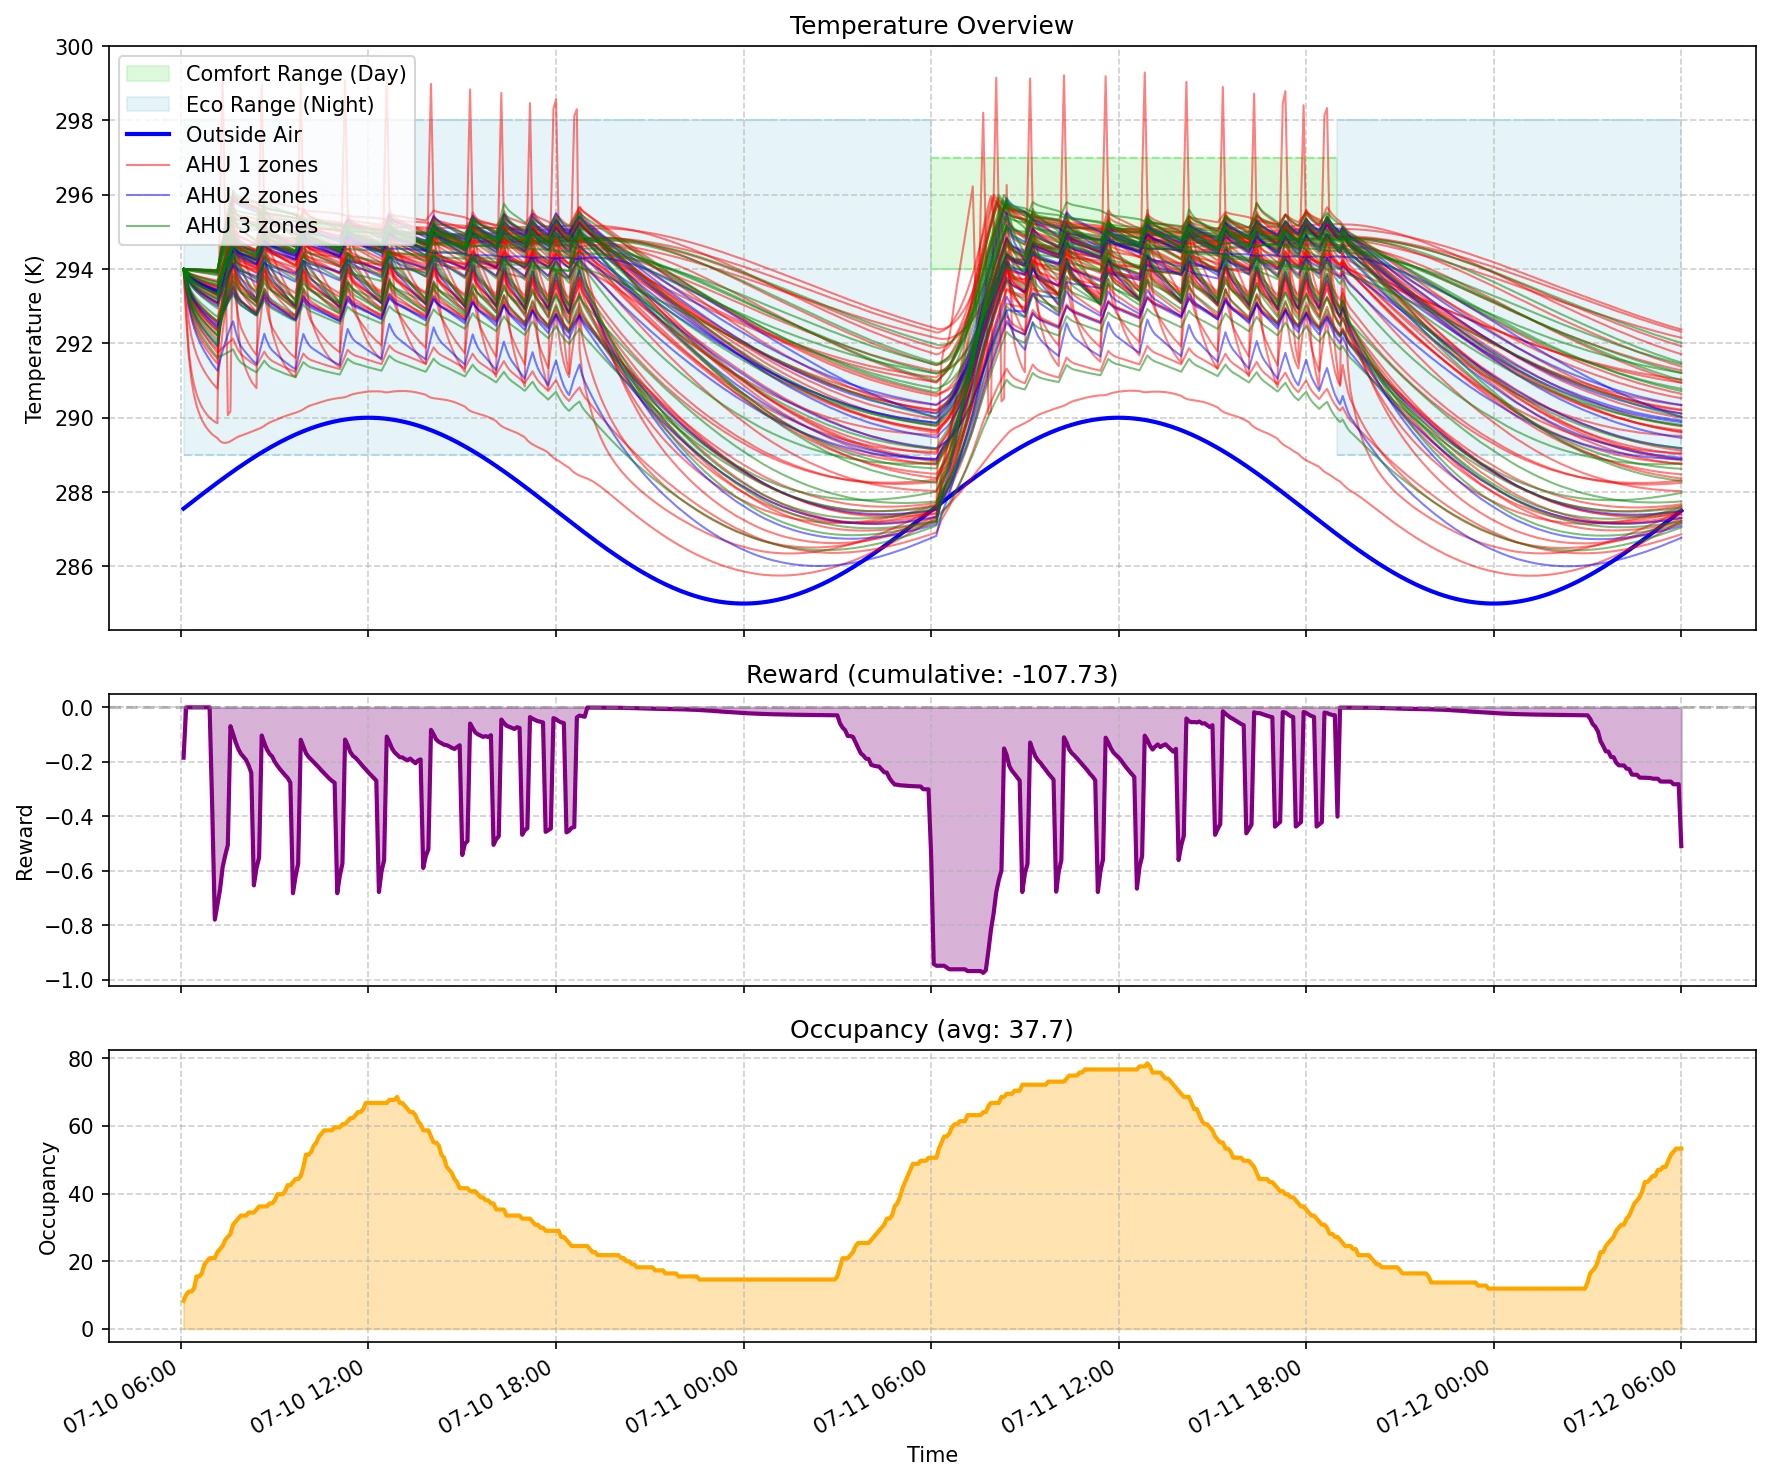 Temperature Overview
300
298
296
294
292
290
288
286
Temperature (K)
Comfort Range (Day)
Eco Range (Night)
Outside Air
AHU 1 zones
AHU 2 zones
AHU 3 zones
Reward (cumulative: -107.73)
0.0
−0.2
−0.4
−0.6
−0.8
−1.0
Reward
Occupancy (avg: 37.7)
80
60
40
20
0
Occupancy
07-10 06:00
07-10 12:00
07-10 18:00
07-11 00:00
07-11 06:00
07-11 12:00
07-11 18:00
07-12 00:00
07-12 06:00
Time